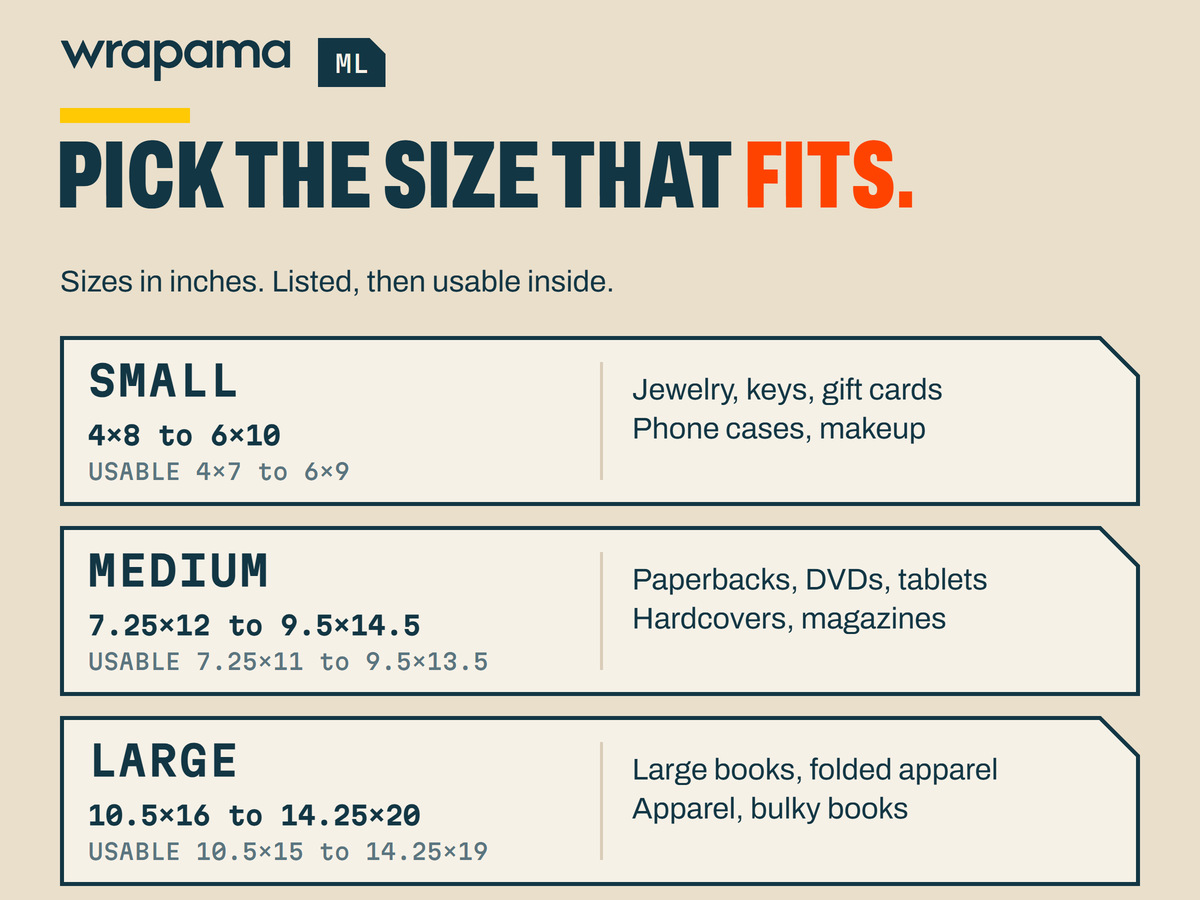 wrapama ML
PICK THE SIZE THAT FITS.
Sizes in inches. Listed, then usable inside.
SMALL
4×8 to 6×10
USABLE 4×7 to 6×9
Jewelry, keys, gift cards
Phone cases, makeup
MEDIUM
7.25×12 to 9.5×14.5
USABLE 7.25×11 to 9.5×13.5
Paperbacks, DVDs, tablets
Hardcovers, magazines
LARGE
10.5×16 to 14.25×20
USABLE 10.5×15 to 14.25×19
Large books, folded apparel
Apparel, bulky books